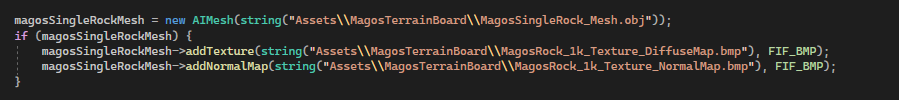 magosSingleRockMesh = new AIMesh(string("Assets\\MagosTerrainBoard\\MagosSingleRock_Mesh.obj"));
if (magosSingleRockMesh) {
    magosSingleRockMesh->addTexture(string("Assets\\MagosTerrainBoard\\MagosRock_1k_Texture_DiffuseMap.bmp"), FIF_BMP);
    magosSingleRockMesh->addNormalMap(string("Assets\\MagosTerrainBoard\\MagosRock_1k_Texture_NormalMap.bmp"), FIF_BMP);
}